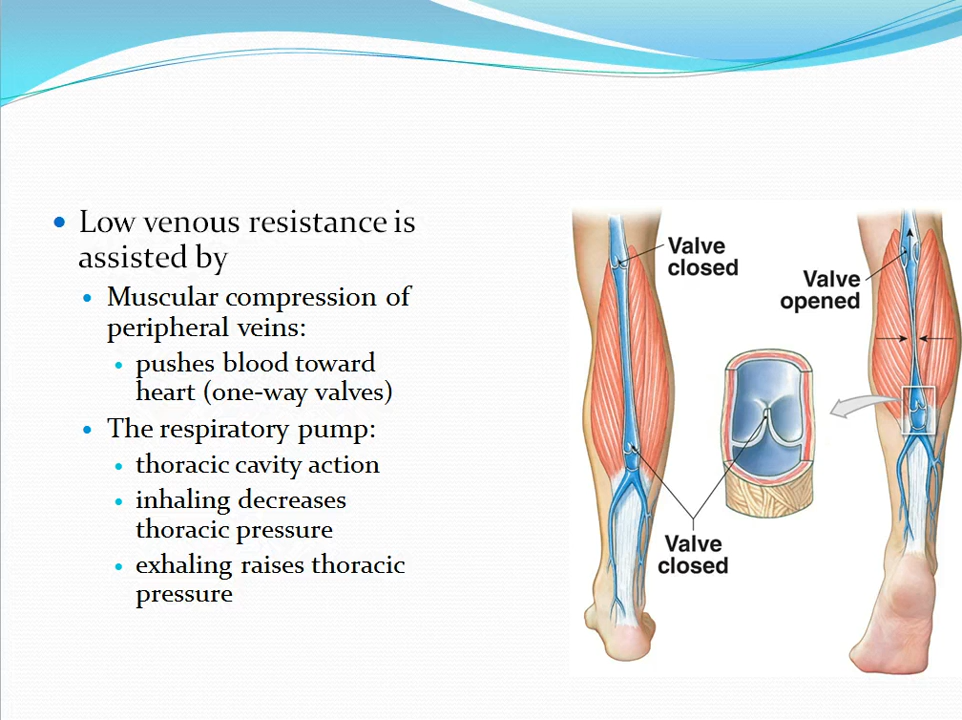 Low venous resistance is
assisted by
Muscular compression of
peripheral veins:
pushes blood toward
heart (one-way valves)
The respiratory pump:
thoracic cavity action
inhaling decreases
thoracic pressure
exhaling raises thoracic
pressure
Valve
closed
Valve
opened
Valve
closed